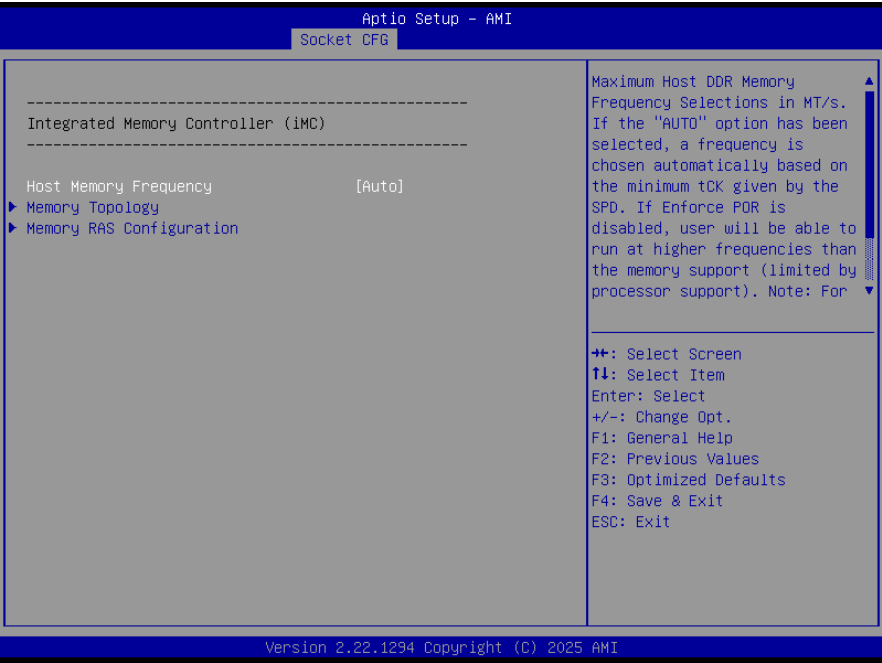 Aptio Setup - AMI
Socket CFG
------------------------------------------------
Integrated Memory Controller (iMC)
------------------------------------------------
Host Memory Frequency [Auto]
Memory Topology
Memory RAS Configuration
Maximum Host DDR Memory
Frequency Selections in MT/s.
If the "AUTO" option has been
selected, a frequency is
chosen automatically based on
the minimum tCK given by the
SPD. If Enforce POR is
disabled, user will be able to
run at higher frequencies than
the memory support (limited by
processor support). Note: For
→←: Select Screen
↑↓: Select Item
Enter: Select
+/-: Change Opt.
F1: General Help
F2: Previous Values
F3: Optimized Defaults
F4: Save & Exit
ESC: Exit
Version 2.22.1294 Copyright (C) 2025 AMI